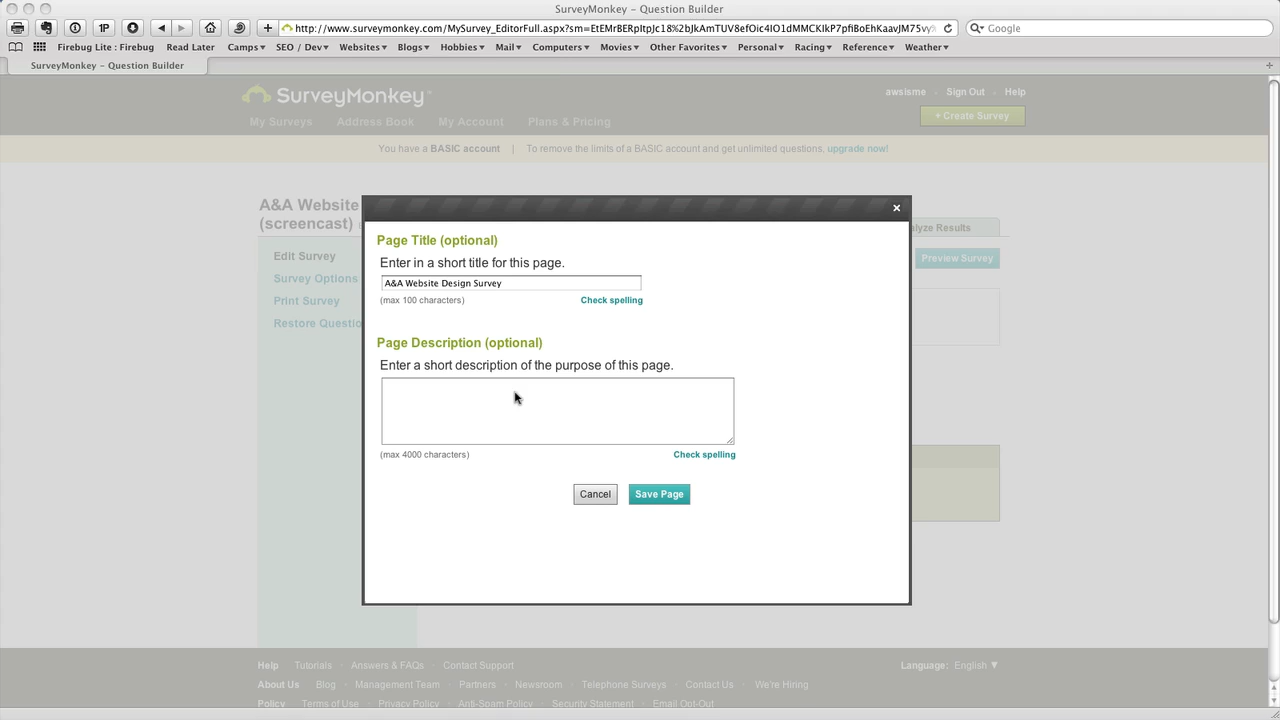 SurveyMonkey – Question Builder
1P
http://www.surveymonkey.com/MySurvey_EditorFull.aspx?sm=
Google
Firebug Lite : Firebug Read Later Camps SEO / Dev Websites Blogs Hobbies Mail Computers Movies Other Favorites Personal Racing Reference Weather
SurveyMonkey – Question Builder
SurveyMonkey
awsisme Sign Out Help
My Surveys Address Book My Account Plans & Pricing
+ Create Survey
You have a BASIC account | To remove the limits of a BASIC account and get unlimited questions, upgrade now!
A&A Website
(screencast)
alyze Results
Edit Survey
Preview Survey
Survey Options
Print Survey
Restore Questio
Page Title (optional)
Enter in a short title for this page.
A&A Website Design Survey
(max 100 characters) Check spelling
Page Description (optional)
Enter a short description of the purpose of this page.
(max 4000 characters) Check spelling
Cancel Save Page
Help Tutorials · Answers & FAQs · Contact Support
Language: English ▼
About Us Blog · Management Team · Partners · Newsroom · Telephone Surveys · Contact Us · We're Hiring
Policy Terms of Use · Privacy Policy · Anti-Spam Policy · Security Statement · Email Opt-Out